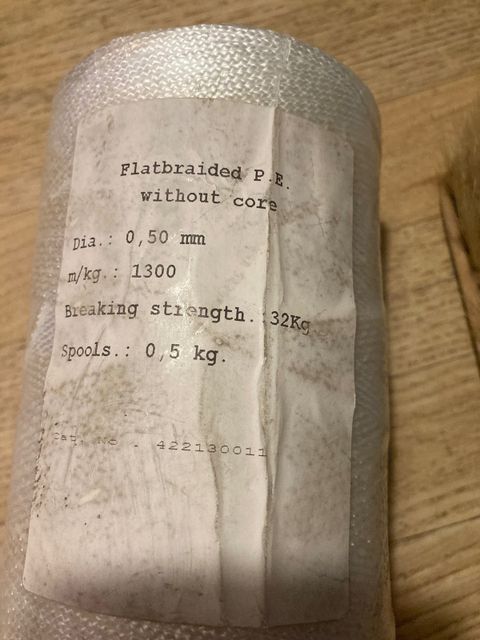 Flatbraided P.E.
without core
Dia.: 0,50 mm
m/kg.: 1300
Breaking strength.:32Kg
Spools.: 0,5 kg.
Cat. No . 422130011